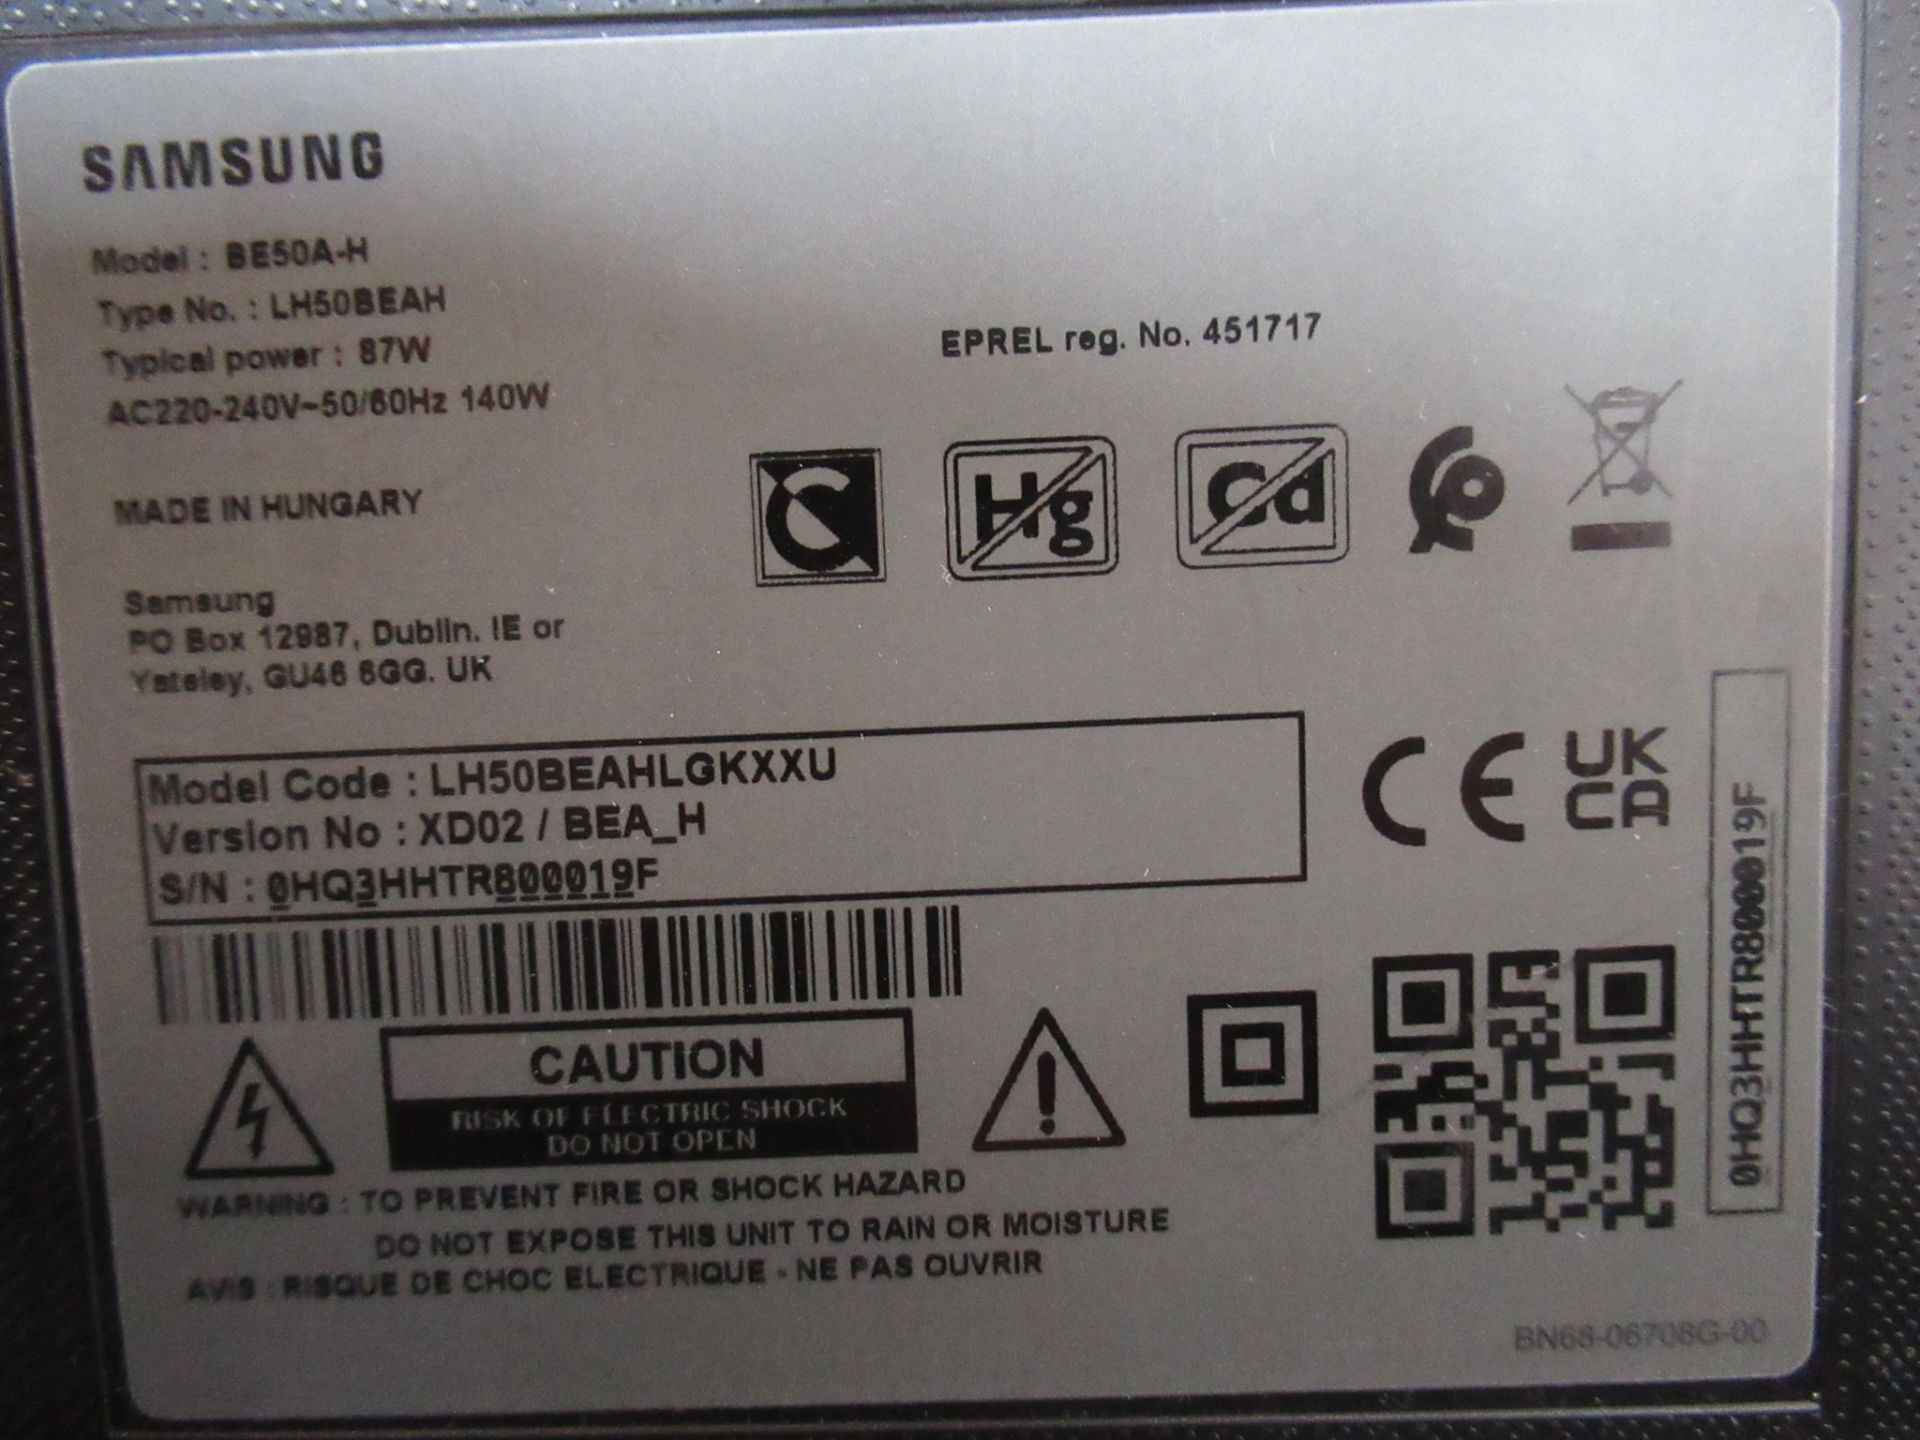 SAMSUNG
Model : BE50A-H
Type No. : LH50BEAH
Typical power : 87W
AC220-240V~50/60Hz 140W
EPREL reg. No. 451717
Hg
Cd
MADE IN HUNGARY
Samsung
PO Box 12987, Dublin. IE or
Yateley, GU46 6GG. UK
Model Code : LH50BEAHLGKXXU
Version No : XD02 / BEA_H
S/N : 0HQ3HHTR800019F
CE
UK
CA
0HQ3HHTR800019F
CAUTION
RISK OF ELECTRIC SHOCK
DO NOT OPEN
WARNING : TO PREVENT FIRE OR SHOCK HAZARD
DO NOT EXPOSE THIS UNIT TO RAIN OR MOISTURE
AVIS : RISQUE DE CHOC ELECTRIQUE - NE PAS OUVRIR
BN68-06708G-00